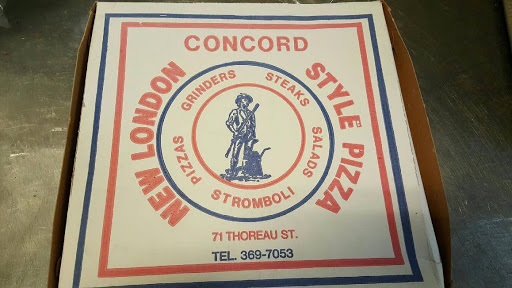 CONCORD
NEW LONDON
STYLE PIZZA
PIZZAS
GRINDERS
STEAKS
SALADS
STROMBOLI
71 THOREAU ST.
TEL. 369-7053